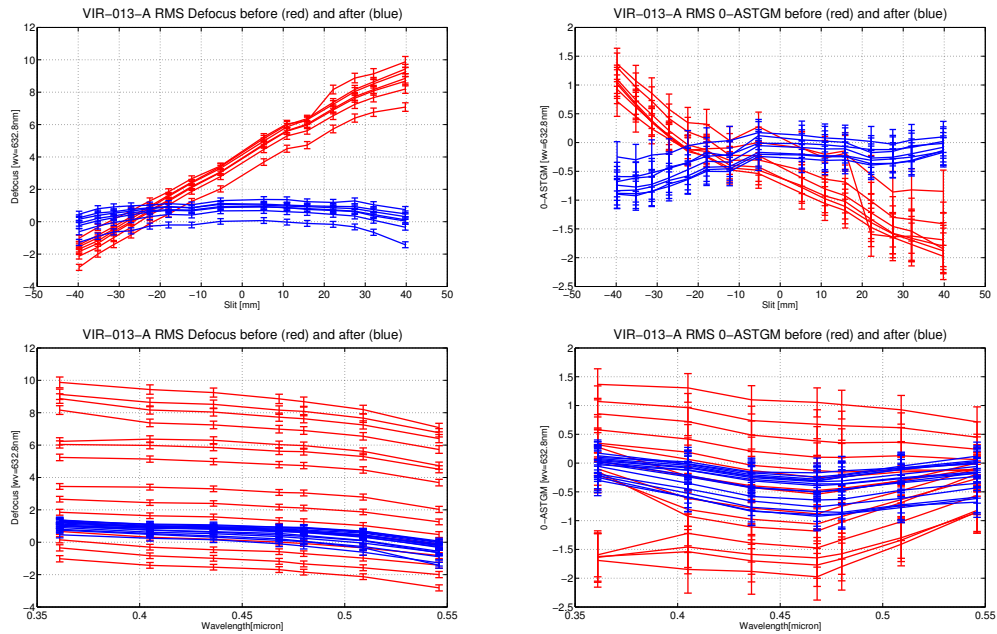 VIR−013−A RMS Defocus before (red) and after (blue)
Defocus [wv=632.8nm]
12
10
8
6
4
2
0
−2
−4
−50 −40 −30 −20 −10 0 10 20 30 40 50
Slit [mm]
VIR−013−A RMS 0−ASTGM before (red) and after (blue)
0−ASTGM [wv=632.8nm]
2
1.5
1
0.5
0
−0.5
−1
−1.5
−2
−2.5
−50 −40 −30 −20 −10 0 10 20 30 40 50
Slit [mm]
VIR−013−A RMS Defocus before (red) and after (blue)
Defocus [wv=632.8nm]
12
10
8
6
4
2
0
−2
−4
0.35 0.4 0.45 0.5 0.55
Wavelength[micron]
VIR−013−A RMS 0−ASTGM before (red) and after (blue)
0−ASTGM [wv=632.8nm]
2
1.5
1
0.5
0
−0.5
−1
−1.5
−2
−2.5
0.35 0.4 0.45 0.5 0.55
Wavelength[micron]